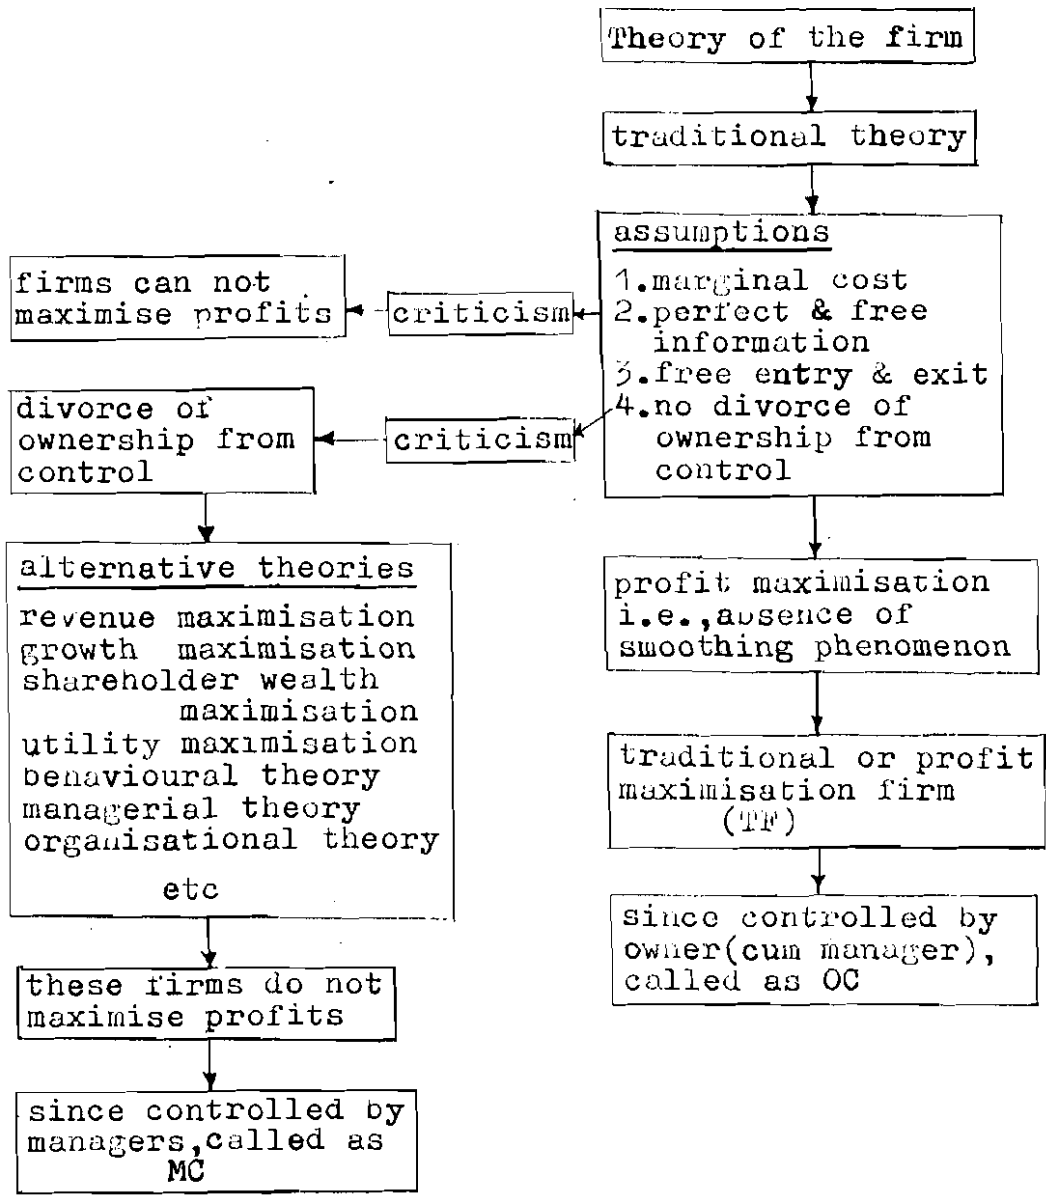 Theory of the firm
traditional theory
assumptions
1.marginal cost
2.perfect & free
information
3.free entry & exit
4.no divorce of
ownership from
control
criticism
firms can not
maximise profits
criticism
divorce of
ownership from
control
alternative theories
revenue maximisation
growth maximisation
shareholder wealth
maximisation
utility maximisation
behavioural theory
managerial theory
organisational theory
etc
these firms do not
maximise profits
since controlled by
managers,called as
MC
profit maximisation
i.e.,absence of
smoothing phenomenon
traditional or profit
maximisation firm
(TF)
since controlled by
owner(cum manager),
called as OC